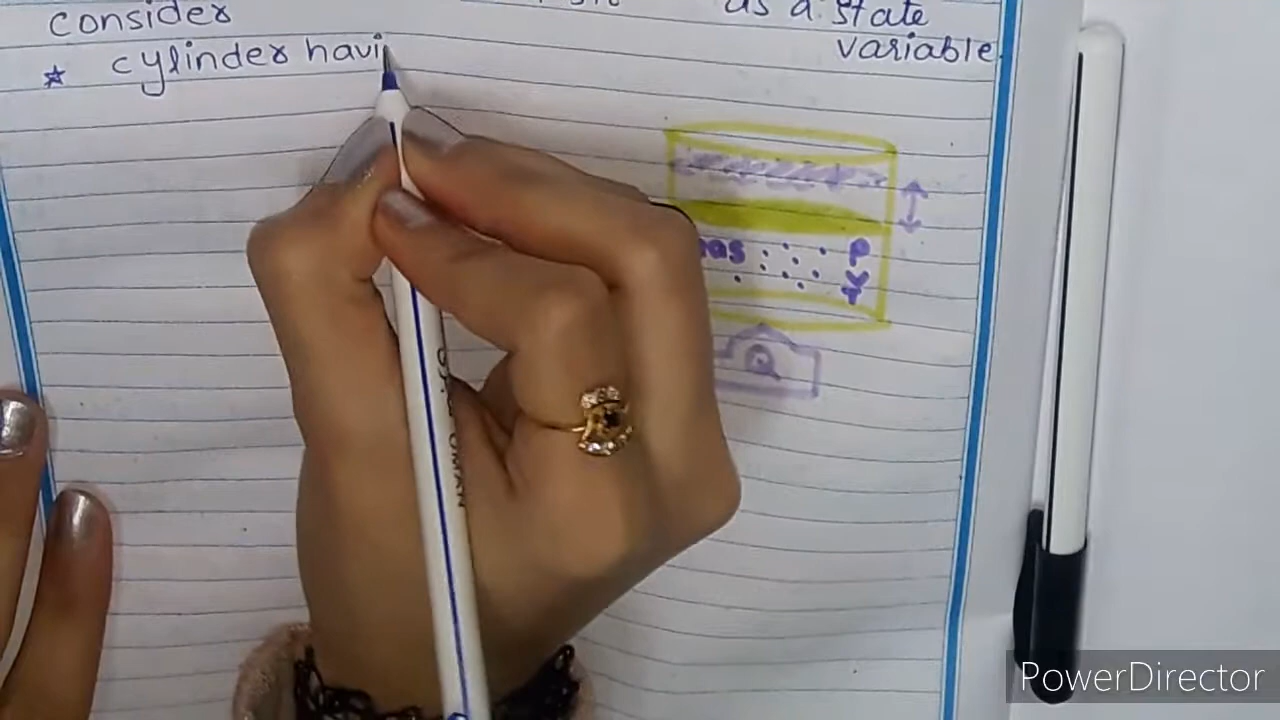 consider
as a state
variable.
☆ cylinder havi
Gas
P
V
T
Q
PowerDirector